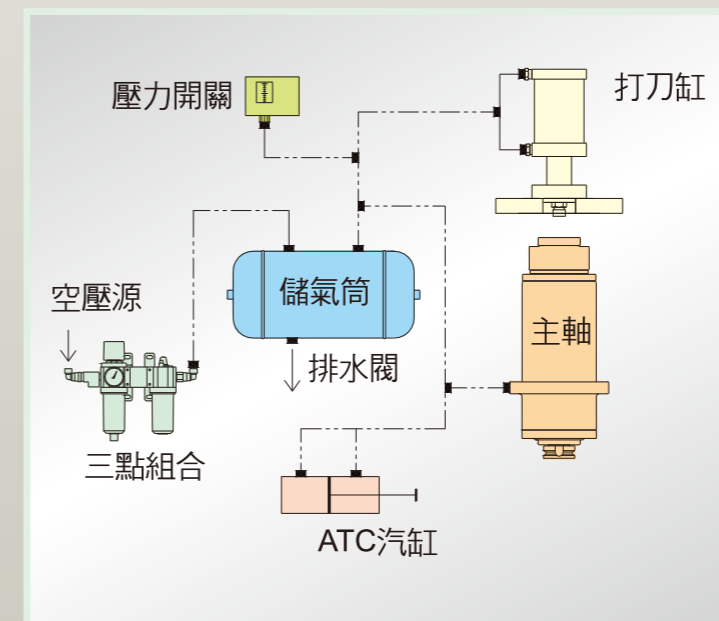 壓力開關
打刀缸
空壓源
儲氣筒
主軸
排水閥
三點組合
ATC汽缸